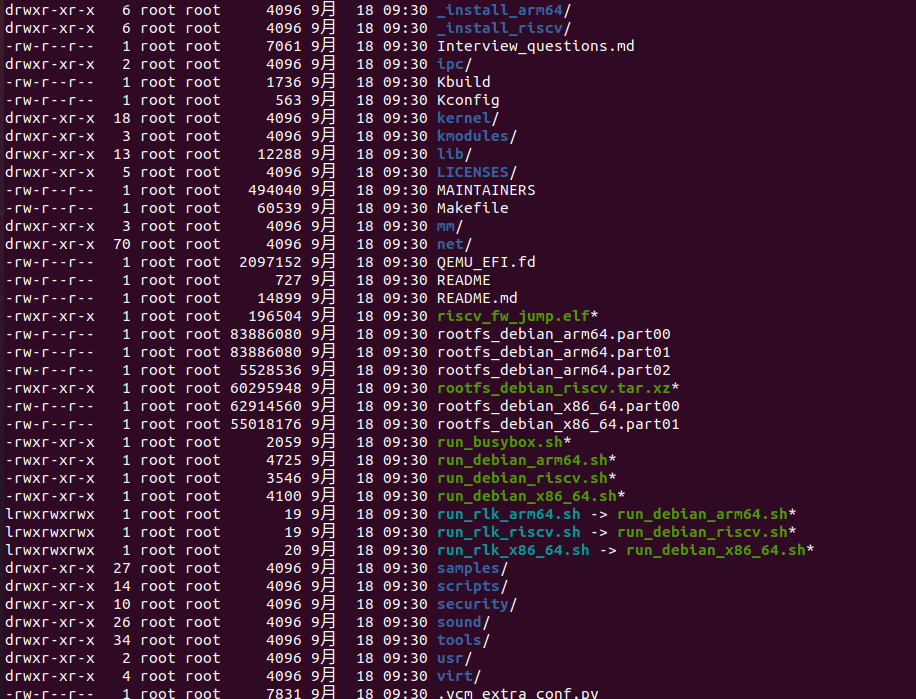 drwxr-xr-x   6 root root     4096 9月  18 09:30 _install_arm64/
drwxr-xr-x   6 root root     4096 9月  18 09:30 _install_riscv/
-rw-r--r--   1 root root     7061 9月  18 09:30 Interview_questions.md
drwxr-xr-x   2 root root     4096 9月  18 09:30 ipc/
-rw-r--r--   1 root root     1736 9月  18 09:30 Kbuild
-rw-r--r--   1 root root      563 9月  18 09:30 Kconfig
drwxr-xr-x  18 root root     4096 9月  18 09:30 kernel/
drwxr-xr-x   3 root root     4096 9月  18 09:30 kmodules/
drwxr-xr-x  13 root root    12288 9月  18 09:30 lib/
drwxr-xr-x   5 root root     4096 9月  18 09:30 LICENSES/
-rw-r--r--   1 root root   494040 9月  18 09:30 MAINTAINERS
-rw-r--r--   1 root root    60539 9月  18 09:30 Makefile
drwxr-xr-x   3 root root     4096 9月  18 09:30 mm/
drwxr-xr-x  70 root root     4096 9月  18 09:30 net/
-rw-r--r--   1 root root  2097152 9月  18 09:30 QEMU_EFI.fd
-rw-r--r--   1 root root      727 9月  18 09:30 README
-rw-r--r--   1 root root    14899 9月  18 09:30 README.md
-rwxr-xr-x   1 root root   196504 9月  18 09:30 riscv_fw_jump.elf*
-rw-r--r--   1 root root 83886080 9月  18 09:30 rootfs_debian_arm64.part00
-rw-r--r--   1 root root 83886080 9月  18 09:30 rootfs_debian_arm64.part01
-rw-r--r--   1 root root  5528536 9月  18 09:30 rootfs_debian_arm64.part02
-rwxr-xr-x   1 root root 60295948 9月  18 09:30 rootfs_debian_riscv.tar.xz*
-rw-r--r--   1 root root 62914560 9月  18 09:30 rootfs_debian_x86_64.part00
-rw-r--r--   1 root root 55018176 9月  18 09:30 rootfs_debian_x86_64.part01
-rwxr-xr-x   1 root root     2059 9月  18 09:30 run_busybox.sh*
-rwxr-xr-x   1 root root     4725 9月  18 09:30 run_debian_arm64.sh*
-rwxr-xr-x   1 root root     3546 9月  18 09:30 run_debian_riscv.sh*
-rwxr-xr-x   1 root root     4100 9月  18 09:30 run_debian_x86_64.sh*
lrwxrwxrwx   1 root root       19 9月  18 09:30 run_rlk_arm64.sh -> run_debian_arm64.sh*
lrwxrwxrwx   1 root root       19 9月  18 09:30 run_rlk_riscv.sh -> run_debian_riscv.sh*
lrwxrwxrwx   1 root root       20 9月  18 09:30 run_rlk_x86_64.sh -> run_debian_x86_64.sh*
drwxr-xr-x  27 root root     4096 9月  18 09:30 samples/
drwxr-xr-x  14 root root     4096 9月  18 09:30 scripts/
drwxr-xr-x  10 root root     4096 9月  18 09:30 security/
drwxr-xr-x  26 root root     4096 9月  18 09:30 sound/
drwxr-xr-x  34 root root     4096 9月  18 09:30 tools/
drwxr-xr-x   2 root root     4096 9月  18 09:30 usr/
drwxr-xr-x   4 root root     4096 9月  18 09:30 virt/
-rw-r--r--   1 root root     7831 9月  18 09:30 .ycm_extra_conf.py